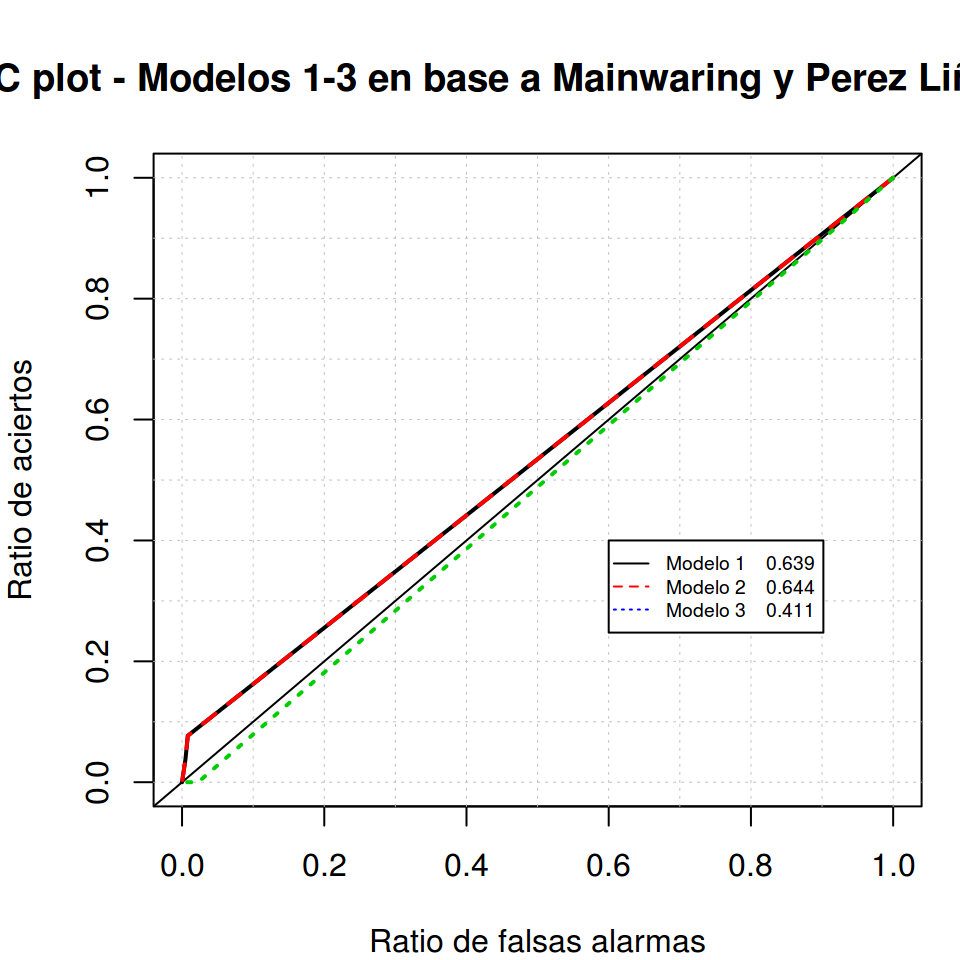 C plot - Modelos 1-3 en base a Mainwaring y Perez Liñ
Ratio de aciertos
1.0
0.8
0.6
0.4
0.2
0.0
Modelo 1 0.639
Modelo 2 0.644
Modelo 3 0.411
0.0 0.2 0.4 0.6 0.8 1.0
Ratio de falsas alarmas